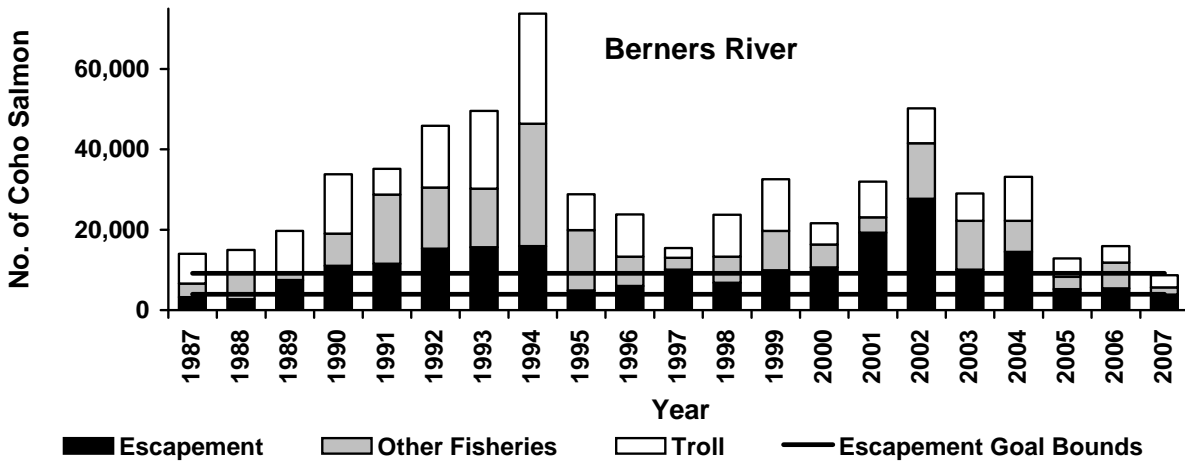 Berners River
No. of Coho Salmon
60,000
40,000
20,000
0
1987 1988 1989 1990 1991 1992 1993 1994 1995 1996 1997 1998 1999 2000 2001 2002 2003 2004 2005 2006 2007
Year
Escapement Other Fisheries Troll Escapement Goal Bounds